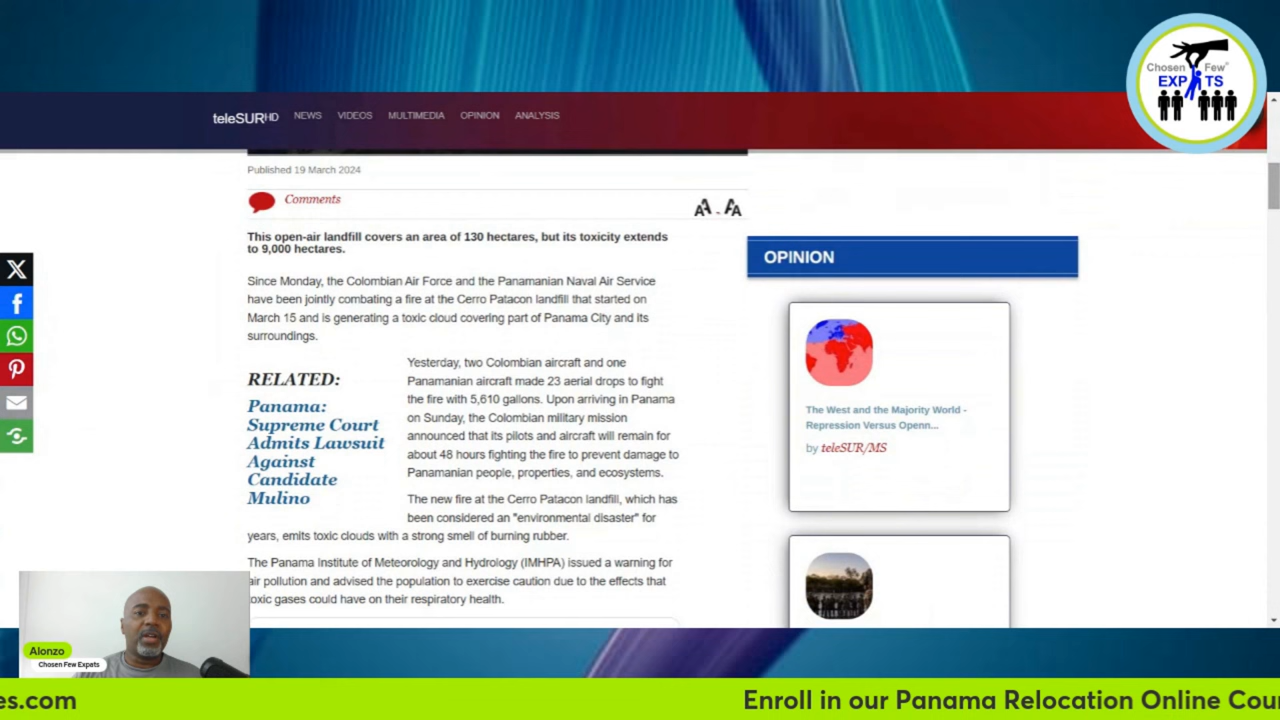 Chosen Few®
EXP TS
teleSURHD NEWS VIDEOS MULTIMEDIA OPINION ANALYSIS
Published 19 March 2024
Comments
A A - A A
This open-air landfill covers an area of 130 hectares, but its toxicity extends
to 9,000 hectares.
Since Monday, the Colombian Air Force and the Panamanian Naval Air Service
have been jointly combating a fire at the Cerro Patacon landfill that started on
March 15 and is generating a toxic cloud covering part of Panama City and its
surroundings.
RELATED:
Panama:
Supreme Court
Admits Lawsuit
Against
Candidate
Mulino
Yesterday, two Colombian aircraft and one
Panamanian aircraft made 23 aerial drops to fight
the fire with 5,610 gallons. Upon arriving in Panama
on Sunday, the Colombian military mission
announced that its pilots and aircraft will remain for
about 48 hours fighting the fire to prevent damage to
Panamanian people, properties, and ecosystems.
The new fire at the Cerro Patacon landfill, which has
been considered an "environmental disaster" for
years, emits toxic clouds with a strong smell of burning rubber.
The Panama Institute of Meteorology and Hydrology (IMHPA) issued a warning for
air pollution and advised the population to exercise caution due to the effects that
toxic gases could have on their respiratory health.
OPINION
The West and the Majority World -
Repression Versus Openn...
by teleSUR/MS
Alonzo
Chosen Few Expats
es.com
Enroll in our Panama Relocation Online Cou